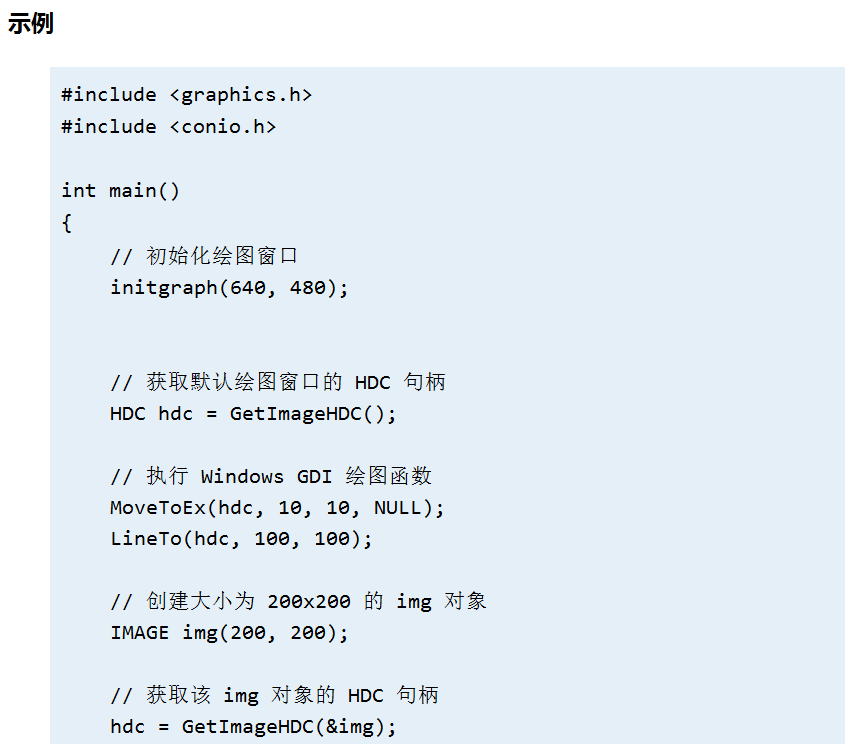 示例
#include <graphics.h>
#include <conio.h>
int main()
{
// 初始化绘图窗口
initgraph(640, 480);
// 获取默认绘图窗口的 HDC 句柄
HDC hdc = GetImageHDC();
// 执行 Windows GDI 绘图函数
MoveToEx(hdc, 10, 10, NULL);
LineTo(hdc, 100, 100);
// 创建大小为 200x200 的 img 对象
IMAGE img(200, 200);
// 获取该 img 对象的 HDC 句柄
hdc = GetImageHDC(&img);